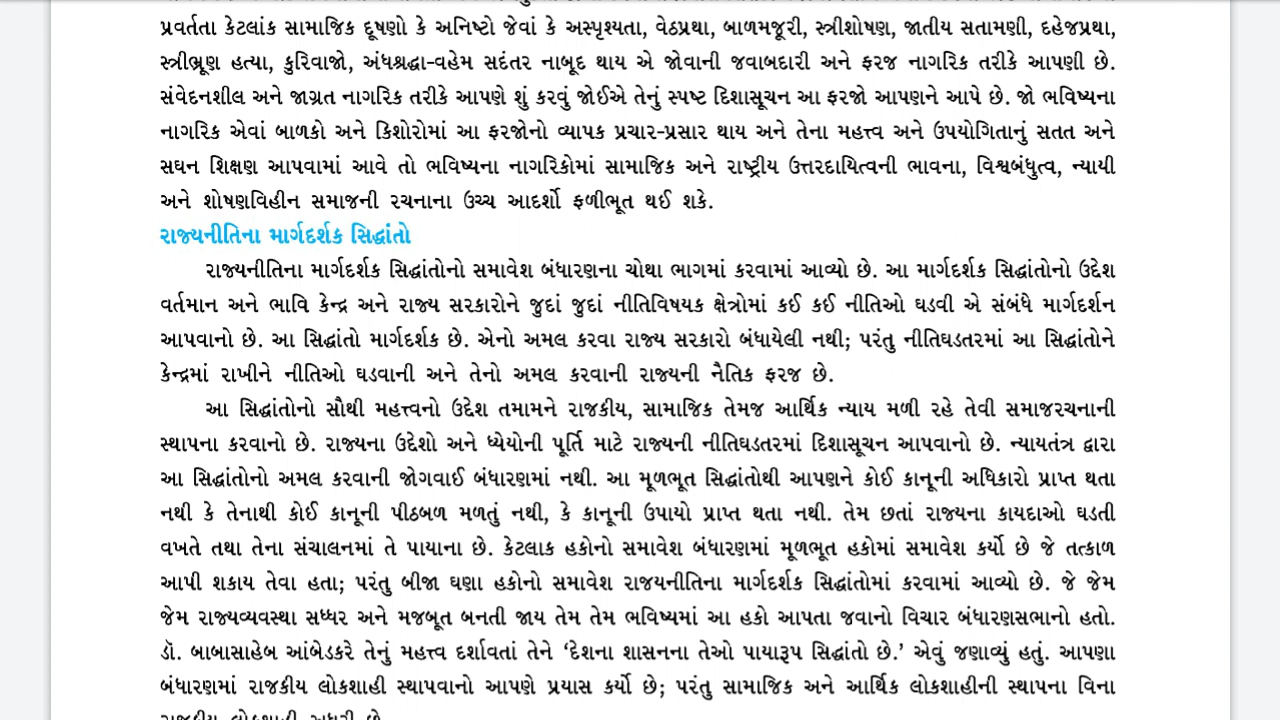 પ્રવર્તતા કેટલાંક સામાજિક દૂષણો કે અનિષ્ટો જેવાં કે અસ્પૃશ્યતા, વેઠપ્રથા, બાળમજૂરી, સ્ત્રીશોષણ, જાતીય સતામણી, દહેજપ્રથા,
સ્ત્રીભ્રૂણ હત્યા, કુરિવાજો, અંધશ્રદ્ધા-વહેમ સદંતર નાબૂદ થાય એ જોવાની જવાબદારી અને ફરજ નાગરિક તરીકે આપણી છે.
સંવેદનશીલ અને જાગ્રત નાગરિક તરીકે આપણે શું કરવું જોઈએ તેનું સ્પષ્ટ દિશાસૂચન આ ફરજો આપણને આપે છે. જો ભવિષ્યના
નાગરિક એવાં બાળકો અને કિશોરોમાં આ ફરજોનો વ્યાપક પ્રચાર-પ્રસાર થાય અને તેના મહત્ત્વ અને ઉપયોગિતાનું સતત અને
સઘન શિક્ષણ આપવામાં આવે તો ભવિષ્યના નાગરિકોમાં સામાજિક અને રાષ્ટ્રીય ઉત્તરદાયિત્વની ભાવના, વિશ્વબંધુત્વ, ન્યાયી
અને શોષણવિહીન સમાજની રચનાના ઉચ્ચ આદર્શો ફળીભૂત થઈ શકે.
રાજ્યનીતિના માર્ગદર્શક સિદ્ધાંતો
રાજ્યનીતિના માર્ગદર્શક સિદ્ધાંતોનો સમાવેશ બંધારણના ચોથા ભાગમાં કરવામાં આવ્યો છે. આ માર્ગદર્શક સિદ્ધાંતોનો ઉદેશ
વર્તમાન અને ભાવિ કેન્દ્ર અને રાજ્ય સરકારોને જુદાં જુદાં નીતિવિષયક ક્ષેત્રોમાં કઈ કઈ નીતિઓ ઘડવી એ સંબંધે માર્ગદર્શન
આપવાનો છે. આ સિદ્ધાંતો માર્ગદર્શક છે. એનો અમલ કરવા રાજ્ય સરકારો બંધાયેલી નથી; પરંતુ નીતિઘડતરમાં આ સિદ્ધાંતોને
કેન્દ્રમાં રાખીને નીતિઓ ઘડવાની અને તેનો અમલ કરવાની રાજ્યની નૈતિક ફરજ છે.
આ સિદ્ધાંતોનો સૌથી મહત્ત્વનો ઉદ્દેશ તમામને રાજકીય, સામાજિક તેમજ આર્થિક ન્યાય મળી રહે તેવી સમાજરચનાની
સ્થાપના કરવાનો છે. રાજ્યના ઉદ્દેશો અને ધ્યેયોની પૂર્તિ માટે રાજ્યની નીતિઘડતરમાં દિશાસૂચન આપવાનો છે. ન્યાયતંત્ર દ્વારા
આ સિદ્ધાંતોનો અમલ કરવાની જોગવાઈ બંધારણમાં નથી. આ મૂળભૂત સિદ્ધાંતોથી આપણને કોઈ કાનૂની અધિકારો પ્રાપ્ત થતા
નથી કે તેનાથી કોઈ કાનૂની પીઠબળ મળતું નથી, કે કાનૂની ઉપાયો પ્રાપ્ત થતા નથી. તેમ છતાં રાજ્યના કાયદાઓ ઘડતી
વખતે તથા તેના સંચાલનમાં તે પાયાના છે. કેટલાક હકોનો સમાવેશ બંધારણમાં મૂળભૂત હકોમાં સમાવેશ કર્યો છે જે તત્કાળ
આપી શકાય તેવા હતા; પરંતુ બીજા ઘણા હકોનો સમાવેશ રાજયનીતિના માર્ગદર્શક સિદ્ધાંતોમાં કરવામાં આવ્યો છે. જે જેમ
જેમ રાજ્યવ્યવસ્થા સધ્ધર અને મજબૂત બનતી જાય તેમ તેમ ભવિષ્યમાં આ હકો આપતા જવાનો વિચાર બંધારણસભાનો હતો.
ડૉ. બાબાસાહેબ આંબેડકરે તેનું મહત્ત્વ દર્શાવતાં તેને ‘દેશના શાસનના તેઓ પાયારૂપ સિદ્ધાંતો છે.’ એવું જણાવ્યું હતું. આપણા
બંધારણમાં રાજકીય લોકશાહી સ્થાપવાનો આપણે પ્રયાસ કર્યો છે; પરંતુ સામાજિક અને આર્થિક લોકશાહીની સ્થાપના વિના